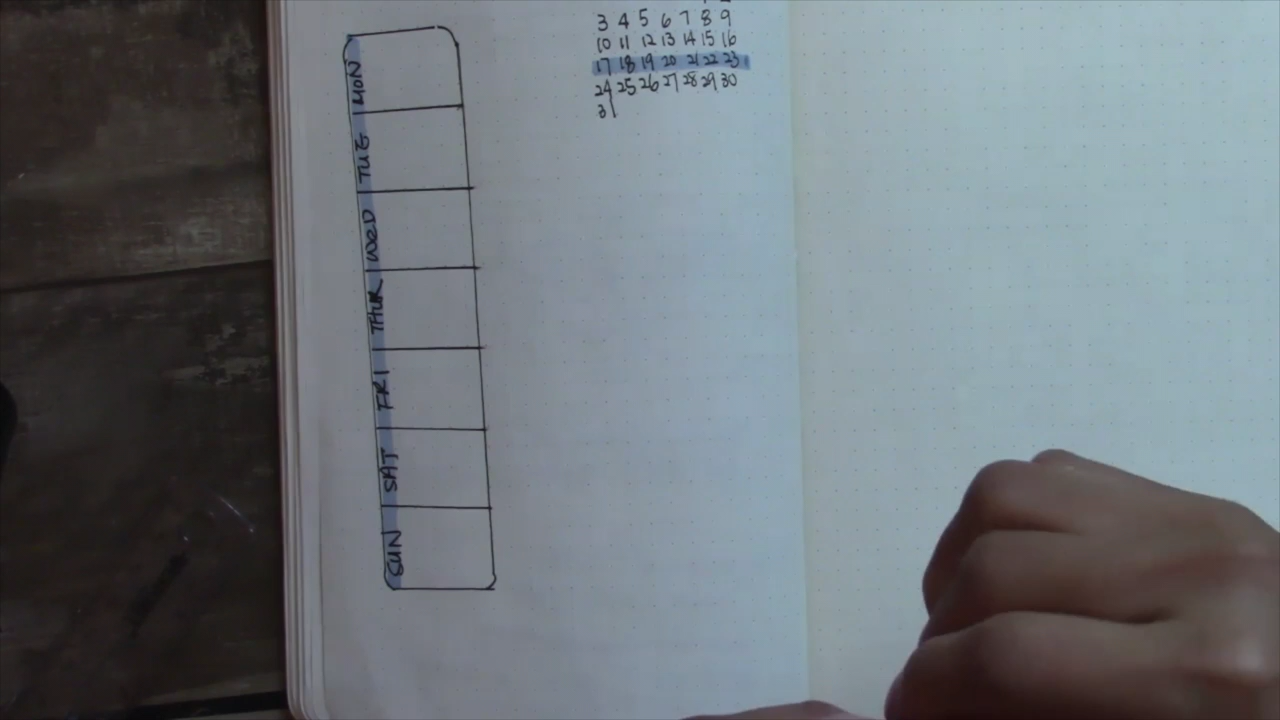 MON
TUE
WED
THUR
FRI
SAT
SUN
3 4 5 6 7 8 9
10 11 12 13 14 15 16
17 18 19 20 21 22 23
24 25 26 27 28 29 30
31